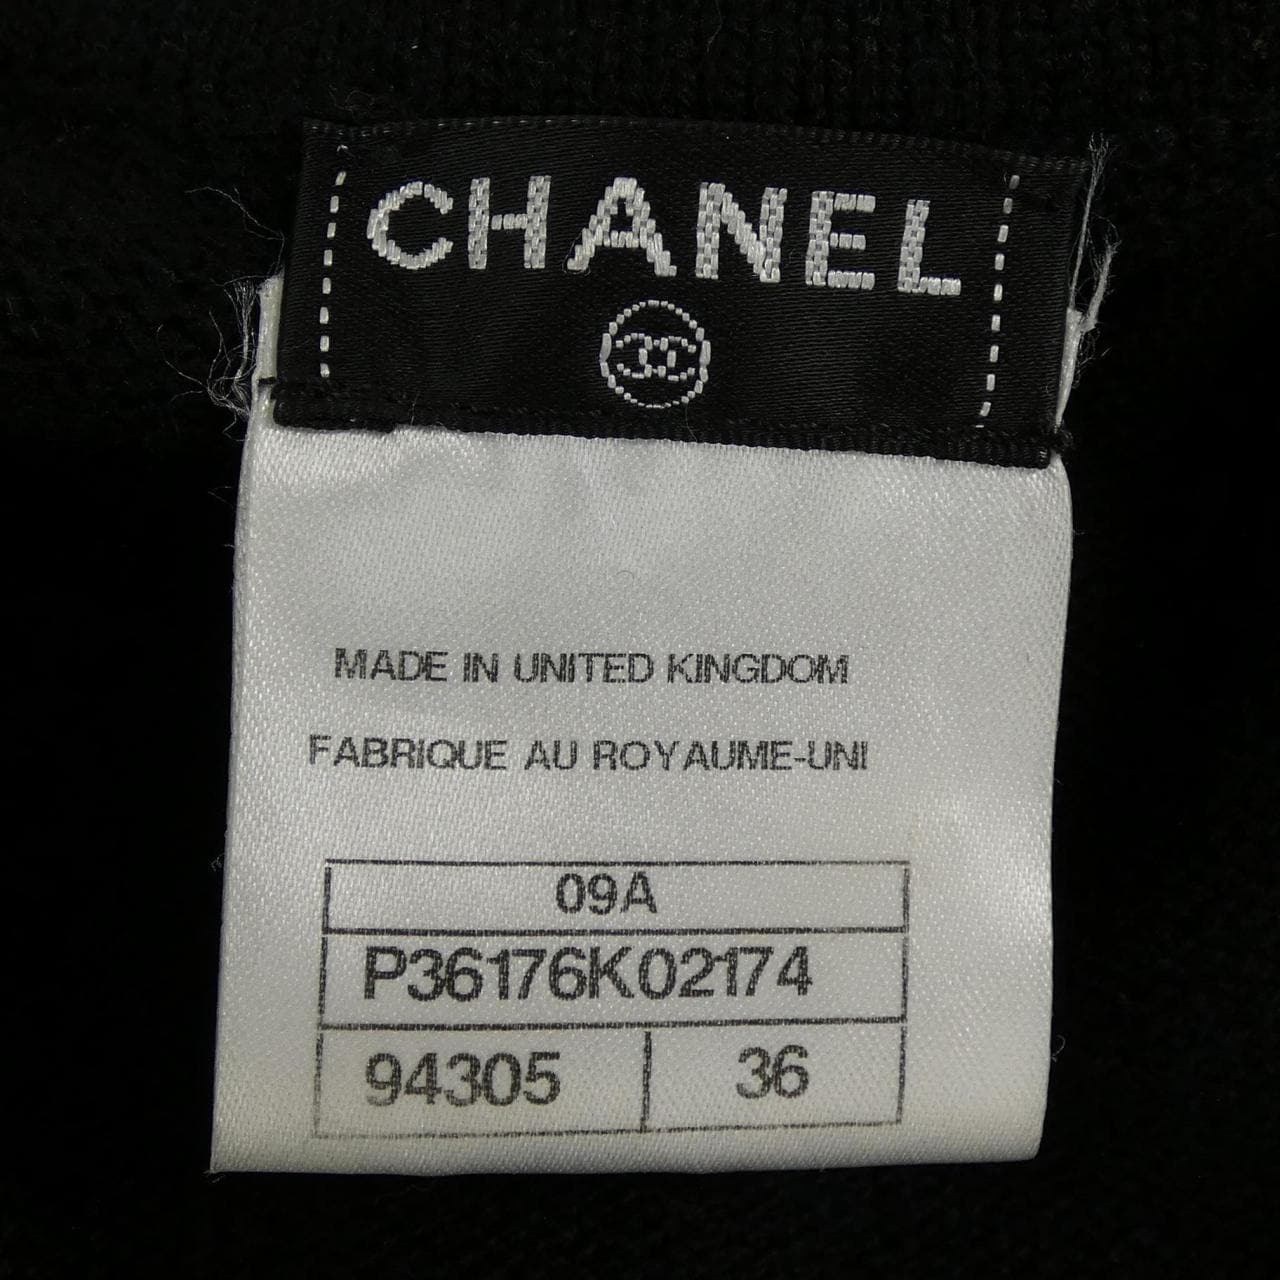 CHANEL
MADE IN UNITED KINGDOM
FABRIQUE AU ROYAUME-UNI
09A
P36176K02174
94305 36